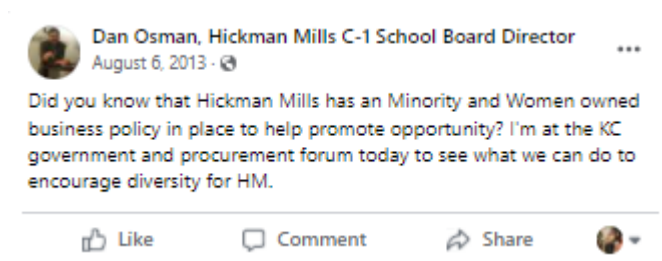 Dan Osman, Hickman Mills C-1 School Board Director
August 6, 2013 ·
Did you know that Hickman Mills has an Minority and Women owned
business policy in place to help promote opportunity? I'm at the KC
government and procurement forum today to see what we can do to
encourage diversity for HM.
Like Comment Share